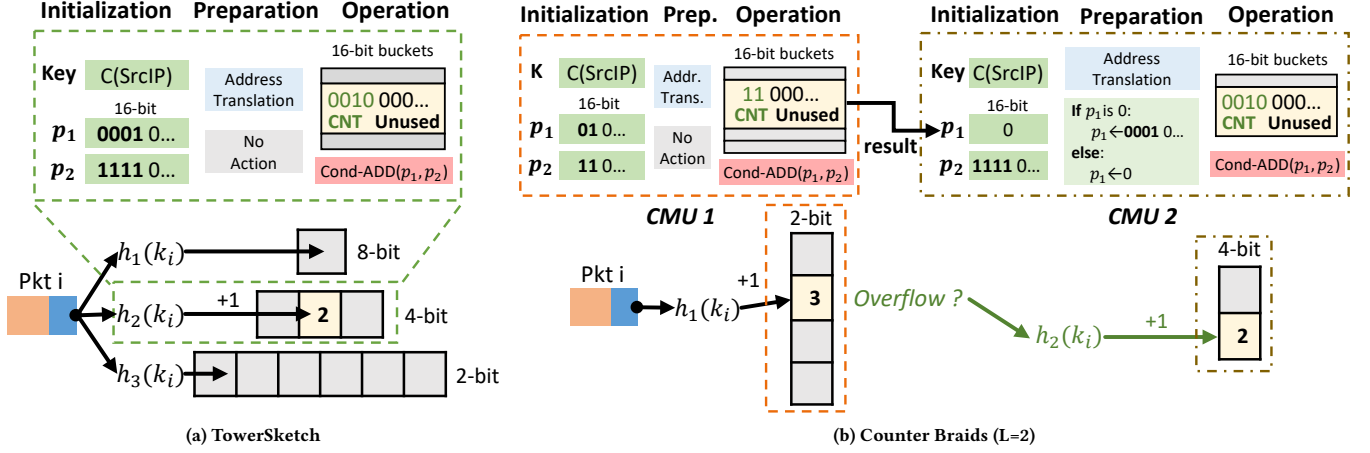 Initialization Preparation Operation
Key C(SrcIP)
16-bit
p₁ 0001 0...
p₂ 1111 0...
Address
Translation
No
Action
16-bit buckets
0010 000...
CNT Unused
Cond-ADD(p₁, p₂)
Pkt i
h₁(kᵢ)
8-bit
h₂(kᵢ) +1 2
4-bit
h₃(kᵢ)
2-bit
(a) TowerSketch
Initialization Prep. Operation
K C(SrcIP)
16-bit
p₁ 01 0...
p₂ 11 0...
Addr.
Trans.
No
Action
16-bit buckets
11 000...
CNT Unused
Cond-ADD(p₁, p₂)
result
CMU 1
Initialization Preparation Operation
Key C(SrcIP)
16-bit
p₁ 0
p₂ 1111 0...
Address
Translation
If p₁ is 0:
p₁←0001 0...
else:
p₁←0
16-bit buckets
0010 000...
CNT Unused
Cond-ADD(p₁, p₂)
CMU 2
2-bit
Pkt i
h₁(kᵢ) +1 3
Overflow ?
h₂(kᵢ) +1
4-bit
2
(b) Counter Braids (L=2)